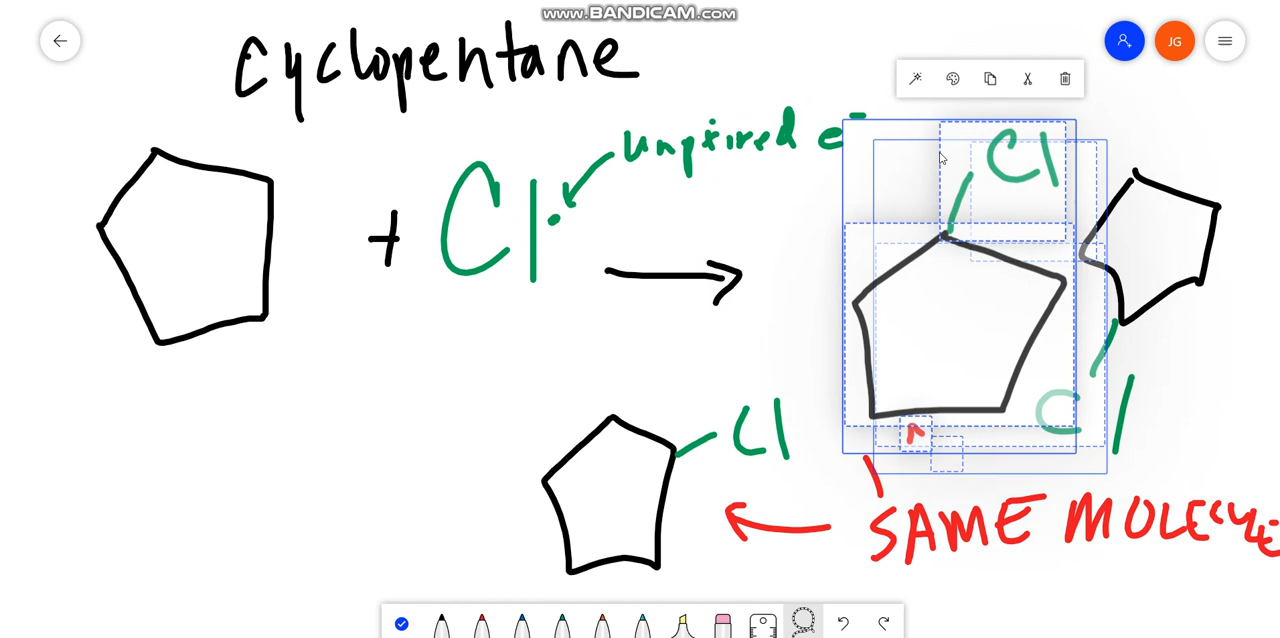 www.BANDICAM.com
cyclopentane
JG
+ Cl·
unpaired e-
Cl
Cl
Cl
SAME MOLECULE